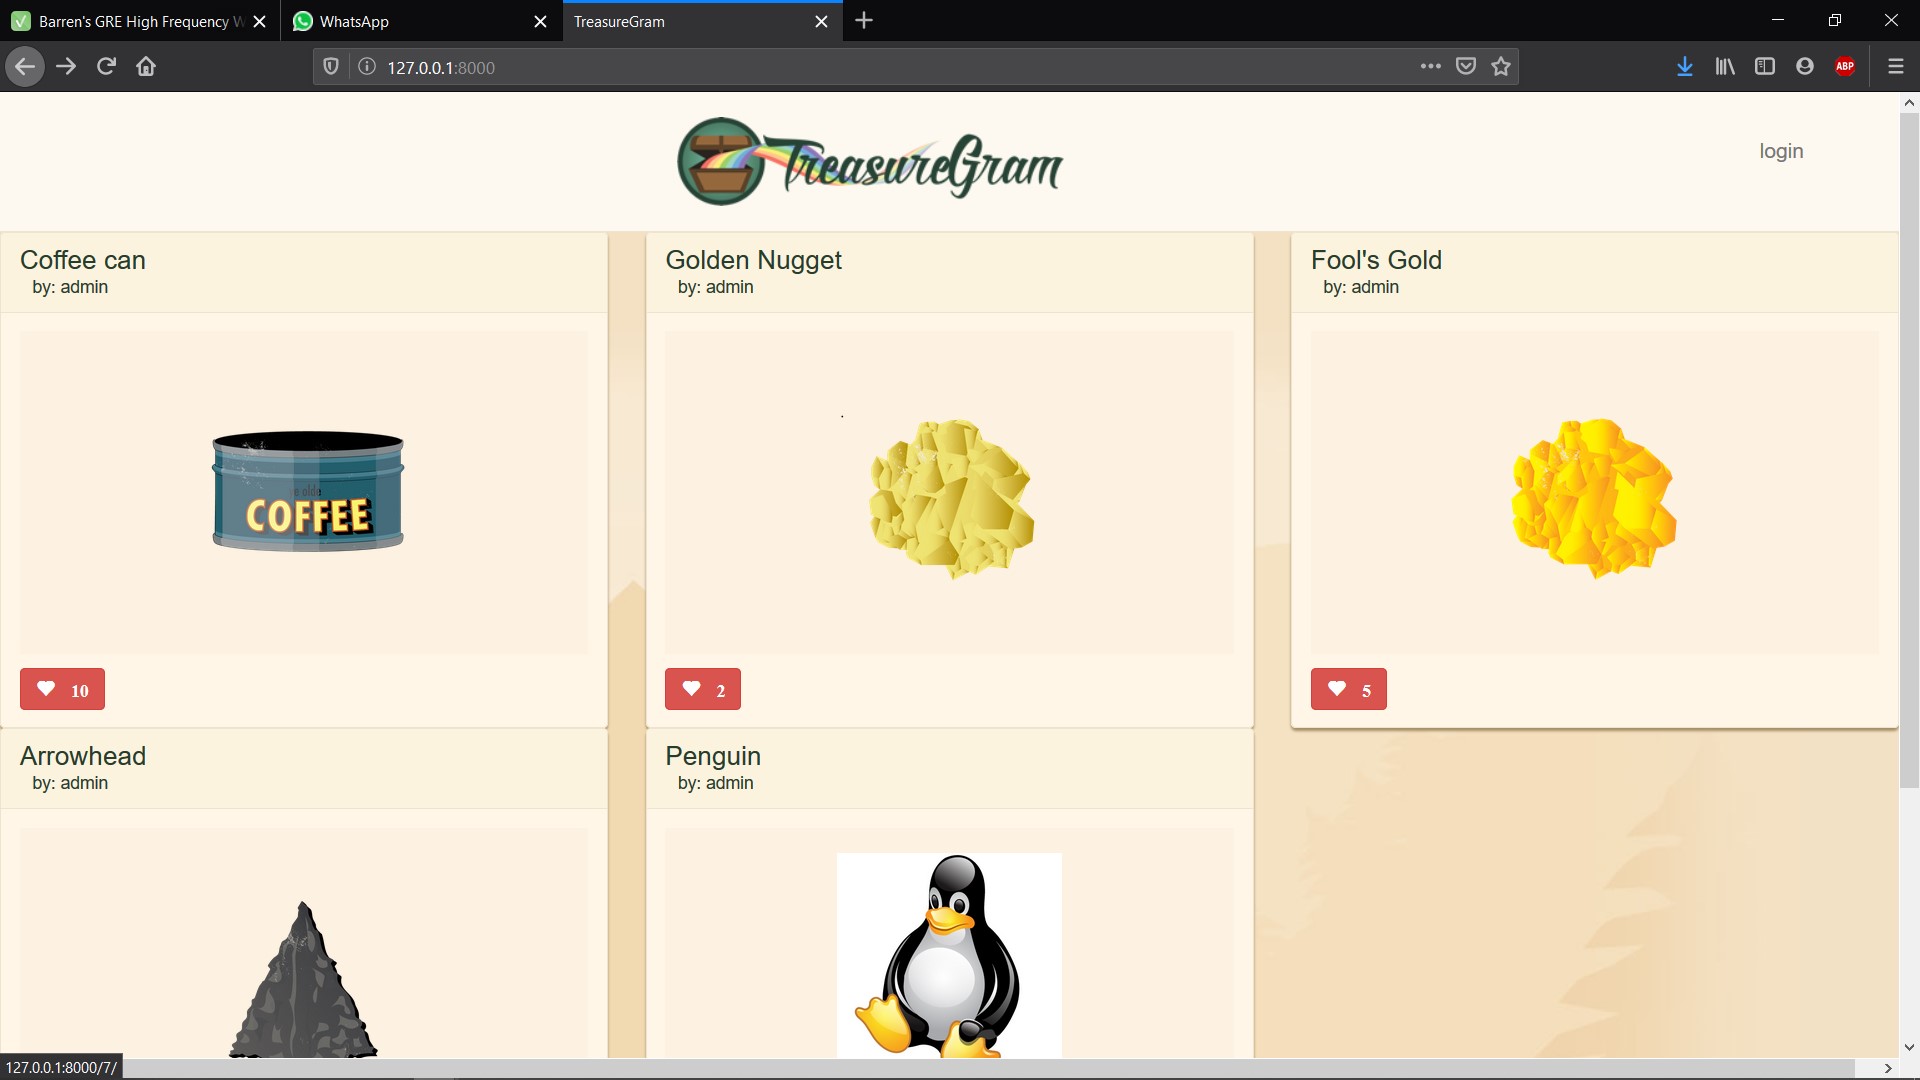 Barren's GRE High Frequency W
WhatsApp
TreasureGram
127.0.0.1:8000
ABP
TreasureGram
login
Coffee can
by: admin
Golden Nugget
by: admin
Fool's Gold
by: admin
ye olde
COFFEE
10
2
5
Arrowhead
by: admin
Penguin
by: admin
127.0.0.1:8000/7/